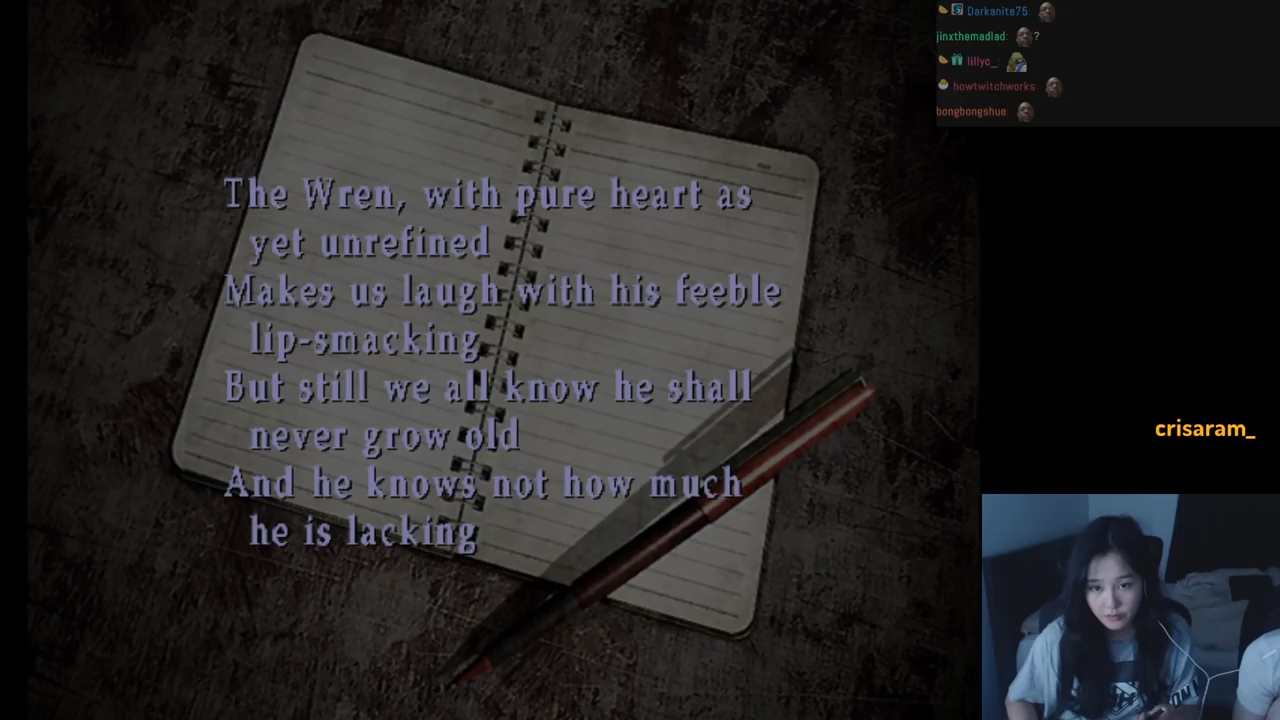 The Wren, with pure heart as
yet unrefined
Makes us laugh with his feeble
lip-smacking
But still we all know he shall
never grow old
And he knows not how much
he is lacking
Darkanite75:
jinxthemadlad: ?
lillyc_:
howtwitchworks:
bongbongshue:
crisaram_